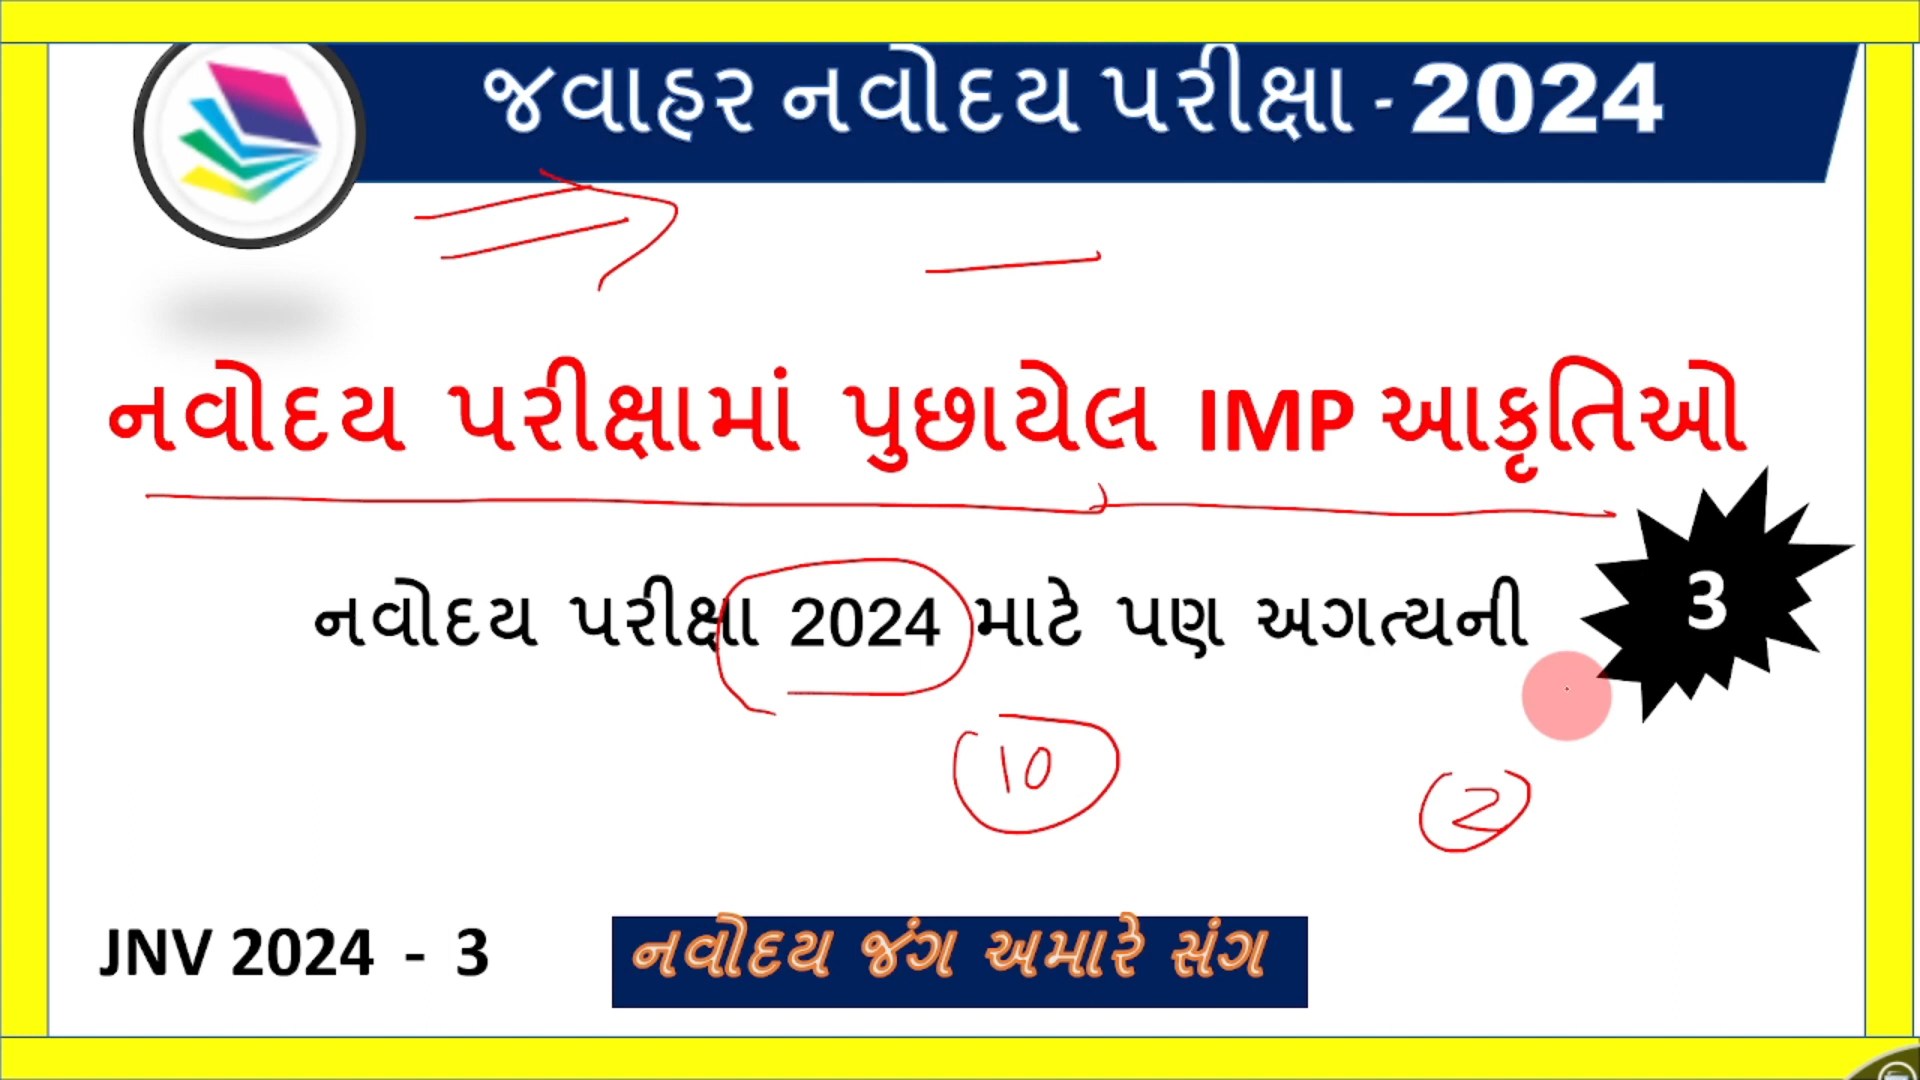 જવાહર નવોદય પરીક્ષા - 2024
નવોદય પરીક્ષામાં પુછાયેલ IMP આકૃતિઓ
નવોદય પરીક્ષા 2024 માટે પણ અગત્યની
3
10
2
JNV 2024 - 3
નવોદય જંગ અમારે સંગ